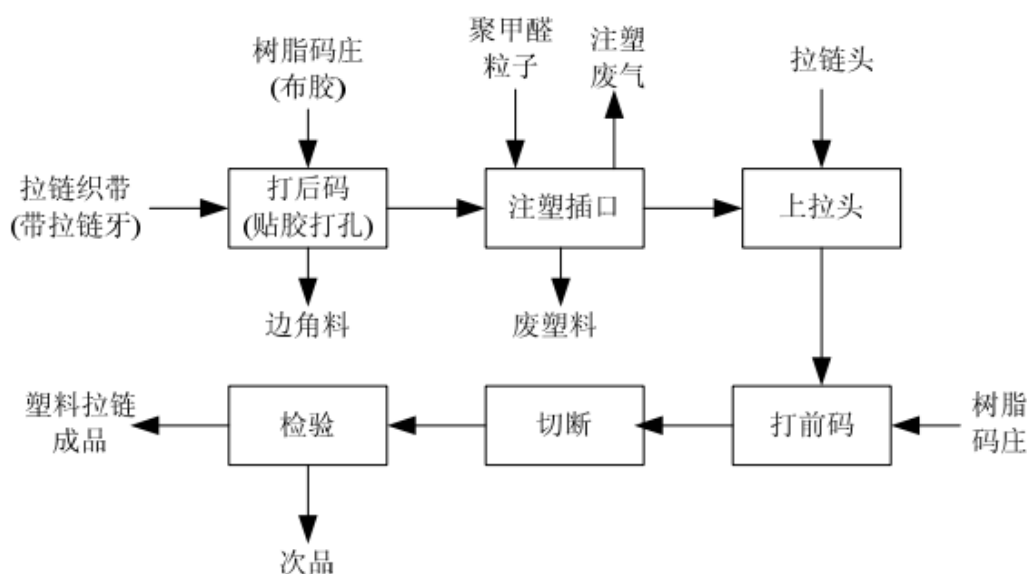 树脂码庄
(布胶)
聚甲醛
粒子
注塑
废气
拉链头
拉链织带
(带拉链牙)
打后码
(贴胶打孔)
注塑插口
上拉头
边角料
废塑料
塑料拉链
成品
检验
切断
打前码
树脂
码庄
次品